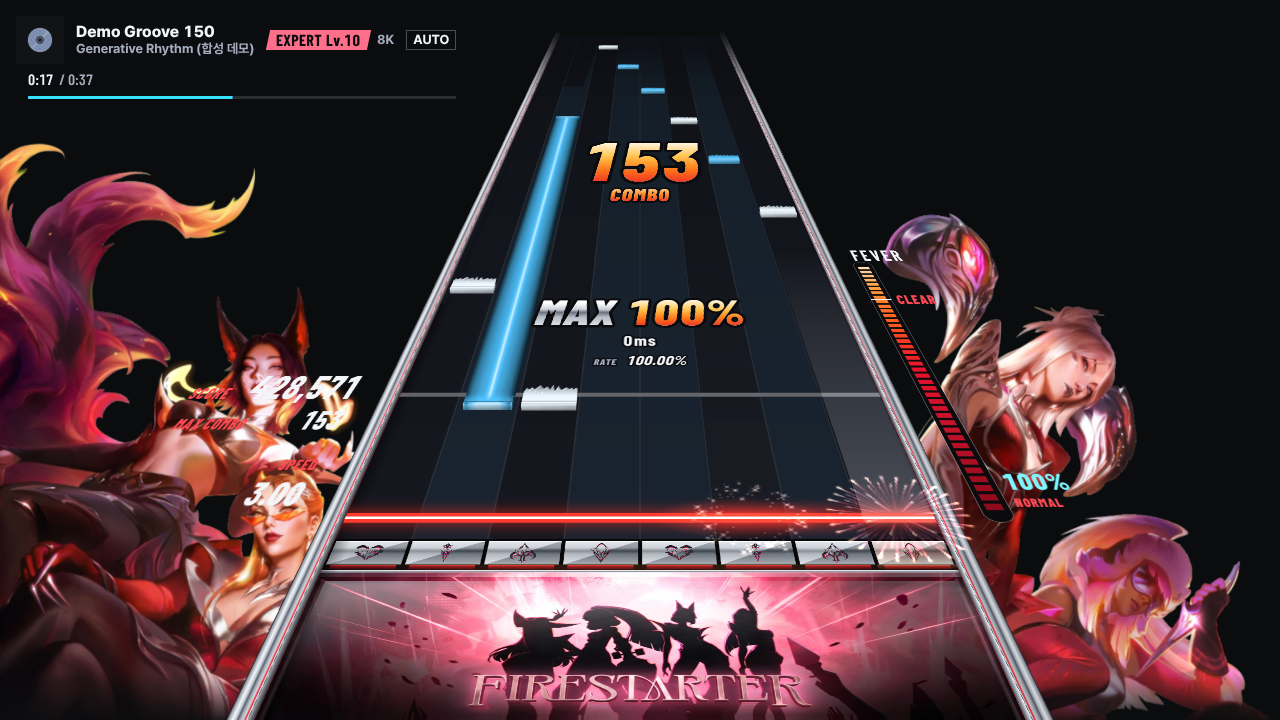 Demo Groove 150
Generative Rhythm (합성 데모)
EXPERT Lv.10
8K
AUTO
0:17 / 0:37
153
COMBO
FEVER
CLEAR
MAX 100%
0ms
RATE 100.00%
SCORE 428,571
MAX COMBO 153
SPEED
3.00
100%
NORMAL
FIRESTARTER